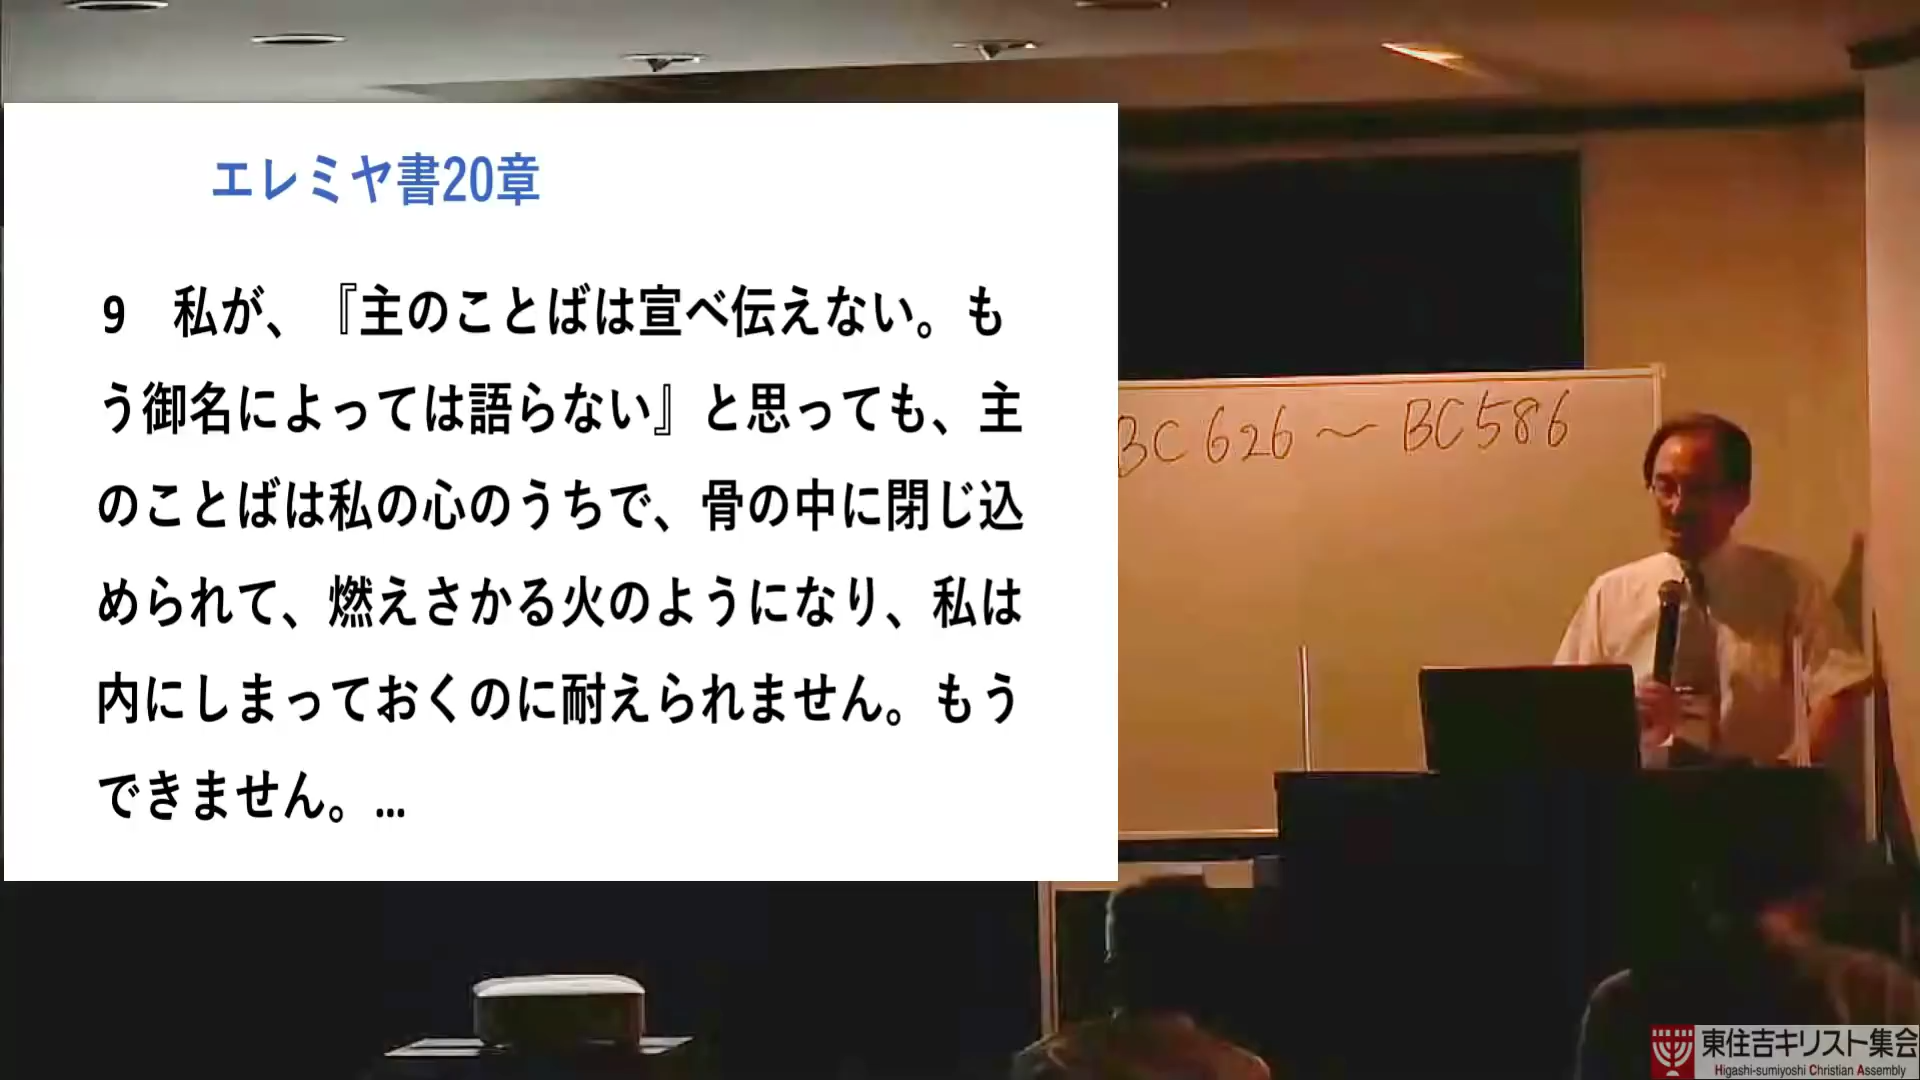 エレミヤ書20章
9　私が、『主のことばは宣べ伝えない。も
う御名によっては語らない』と思っても、主
のことばは私の心のうちで、骨の中に閉じ込
められて、燃えさかる火のようになり、私は
内にしまっておくのに耐えられません。もう
できません。...
BC 626 ～ BC586
東住吉キリスト集会
Higashi-sumiyoshi Christian Assembly